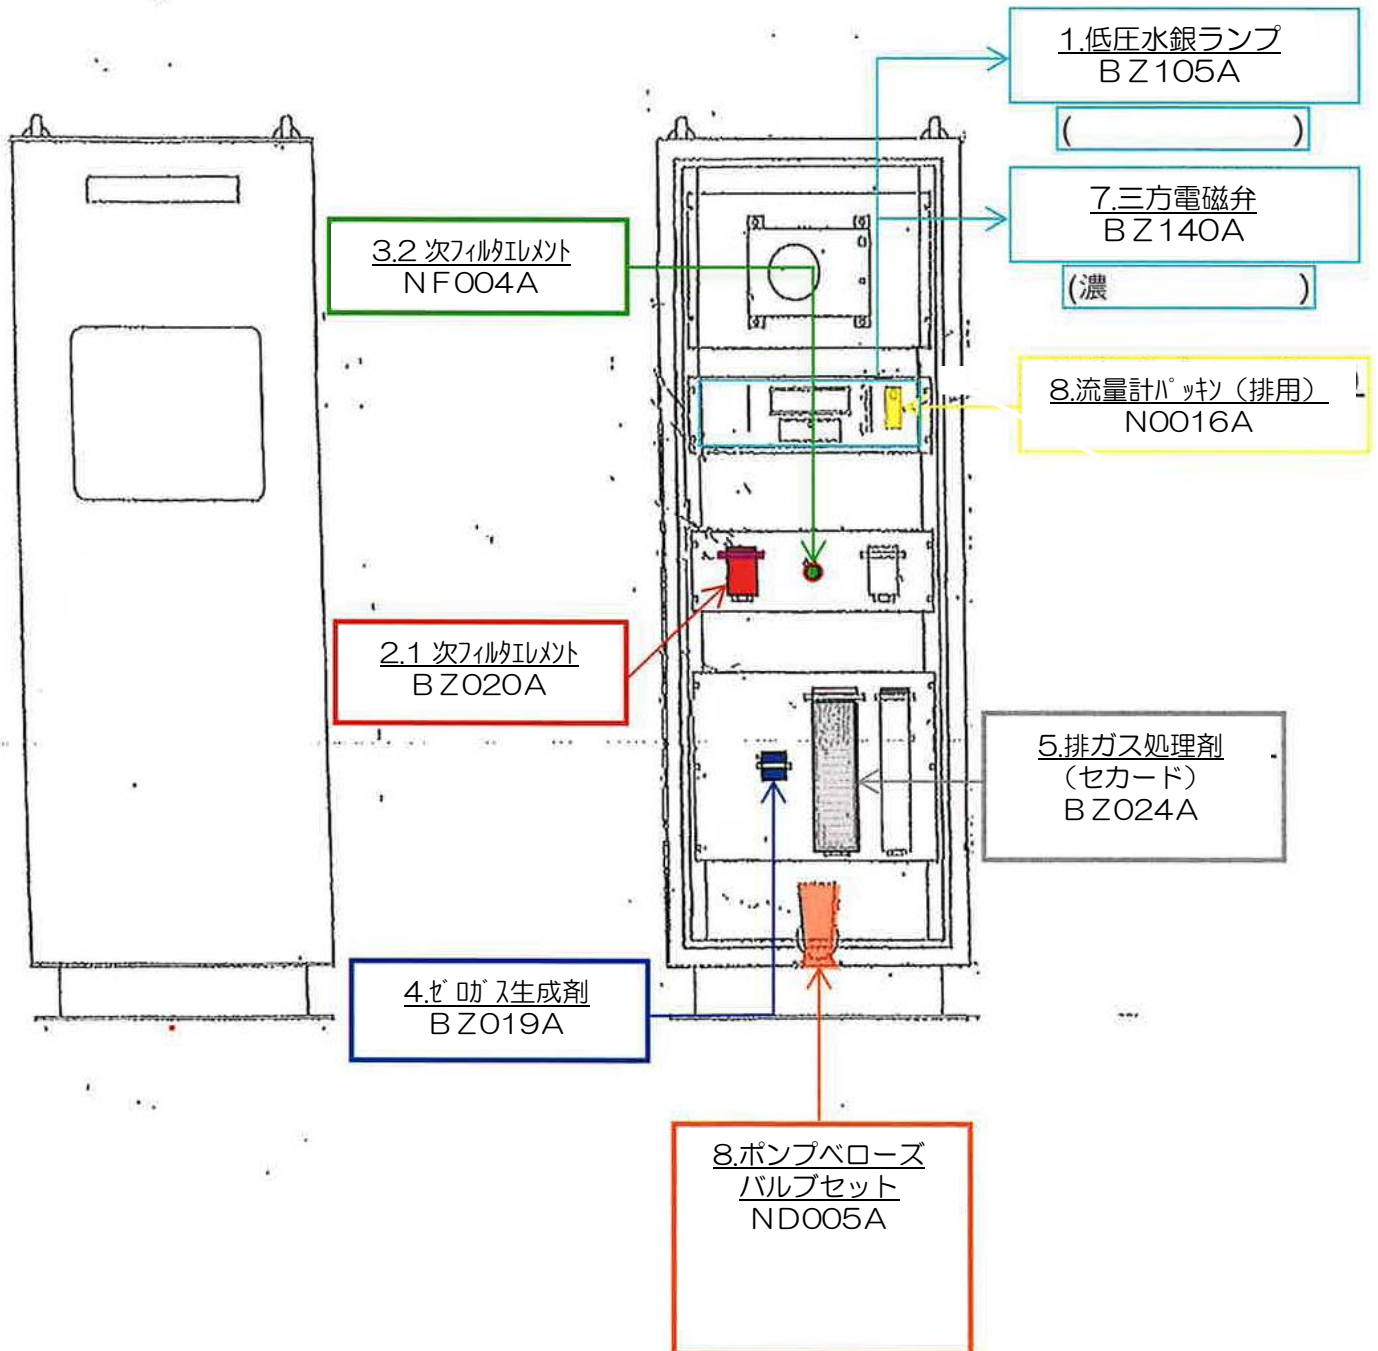 1.低圧水銀ランプ
ＢＺ105Ａ
(　　　　　　　)
7.三方電磁弁
ＢＺ140Ａ
(濃　　　　　　)
3.2 次ﾌｨﾙﾀｴﾚﾒﾝﾄ
ＮＦ004Ａ
8.流量計ﾊﾟｯｷﾝ（排用）
NO016A
2.1 次ﾌｨﾙﾀｴﾚﾒﾝﾄ
ＢＺ020Ａ
5.排ガス処理剤
（セカード）
ＢＺ024Ａ
4.ｾﾞﾛｶﾞｽ生成剤
ＢＺ019Ａ
8.ポンプベローズ
バルブセット
ND005A